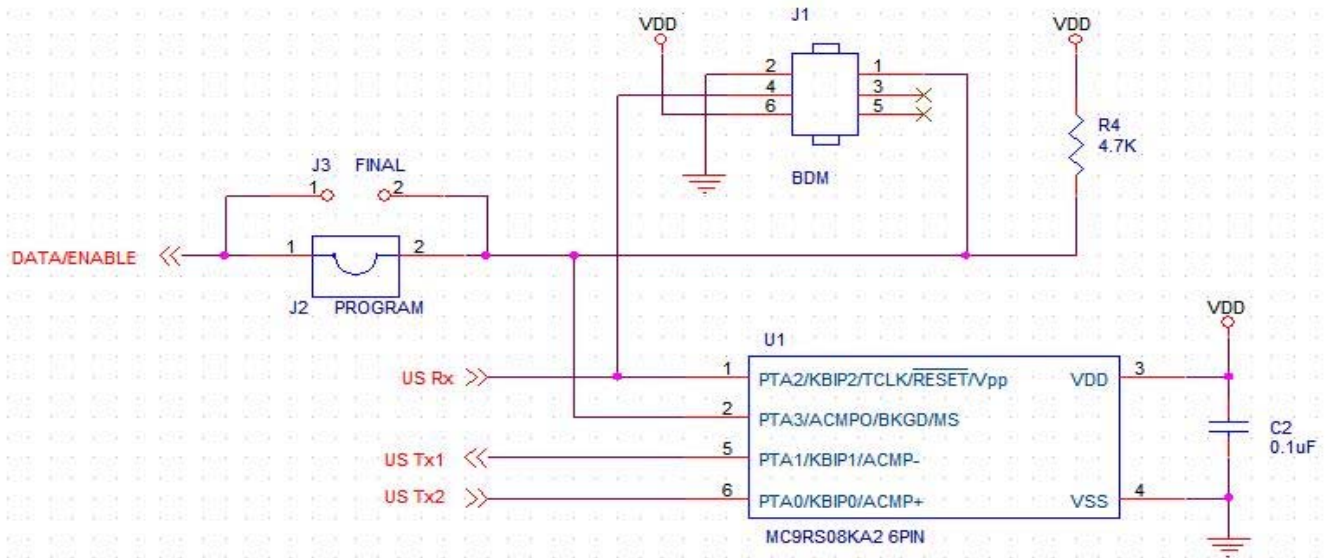 J1
VDD
VDD
2
1
4
3
6
5
R4
4.7K
BDM
J3 FINAL
1
2
DATA/ENABLE
1
2
J2 PROGRAM
VDD
U1
US Rx
1
PTA2/KBIP2/TCLK/RESET/Vpp
VDD
3
2
PTA3/ACMPO/BKGD/MS
C2
0.1uF
US Tx1
5
PTA1/KBIP1/ACMP-
US Tx2
6
PTA0/KBIP0/ACMP+
VSS
4
MC9RS08KA2 6PIN